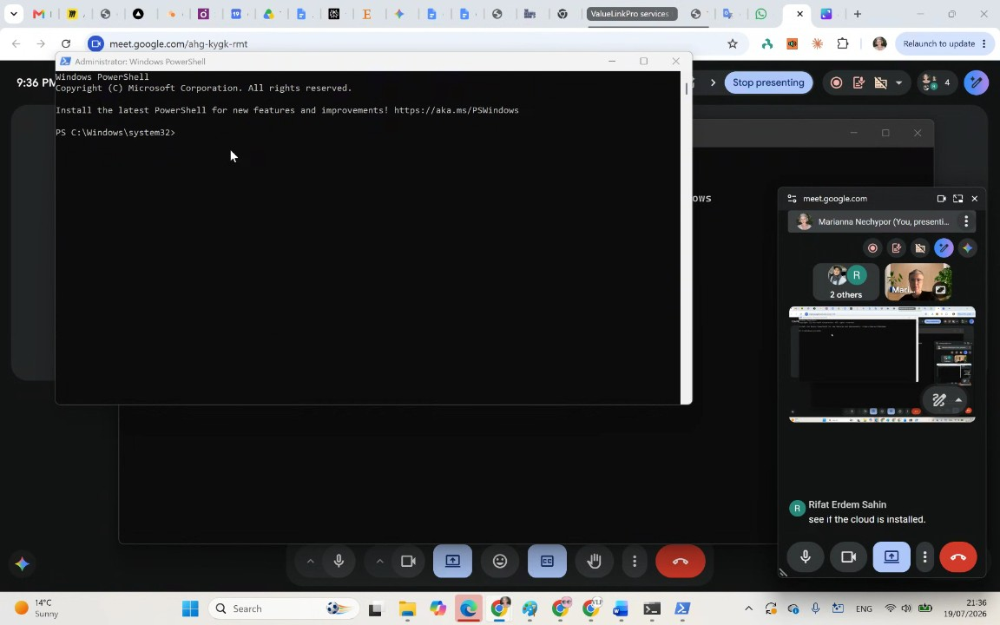 ValueLinkPro services
meet.google.com/ahg-kygk-rmt
Relaunch to update
Administrator: Windows PowerShell
9:36 PM
Stop presenting
4
Windows PowerShell
Copyright (C) Microsoft Corporation. All rights reserved.
Install the latest PowerShell for new features and improvements! https://aka.ms/PSWindows
PS C:\Windows\system32>
ows
meet.google.com
Marianna Nechypor (You, presenti...
R
2 others
Mari...
R
Rifat Erdem Sahin
see if the cloud is installed.
CC
14°C
Sunny
Search
ENG
21:36
19/07/2026